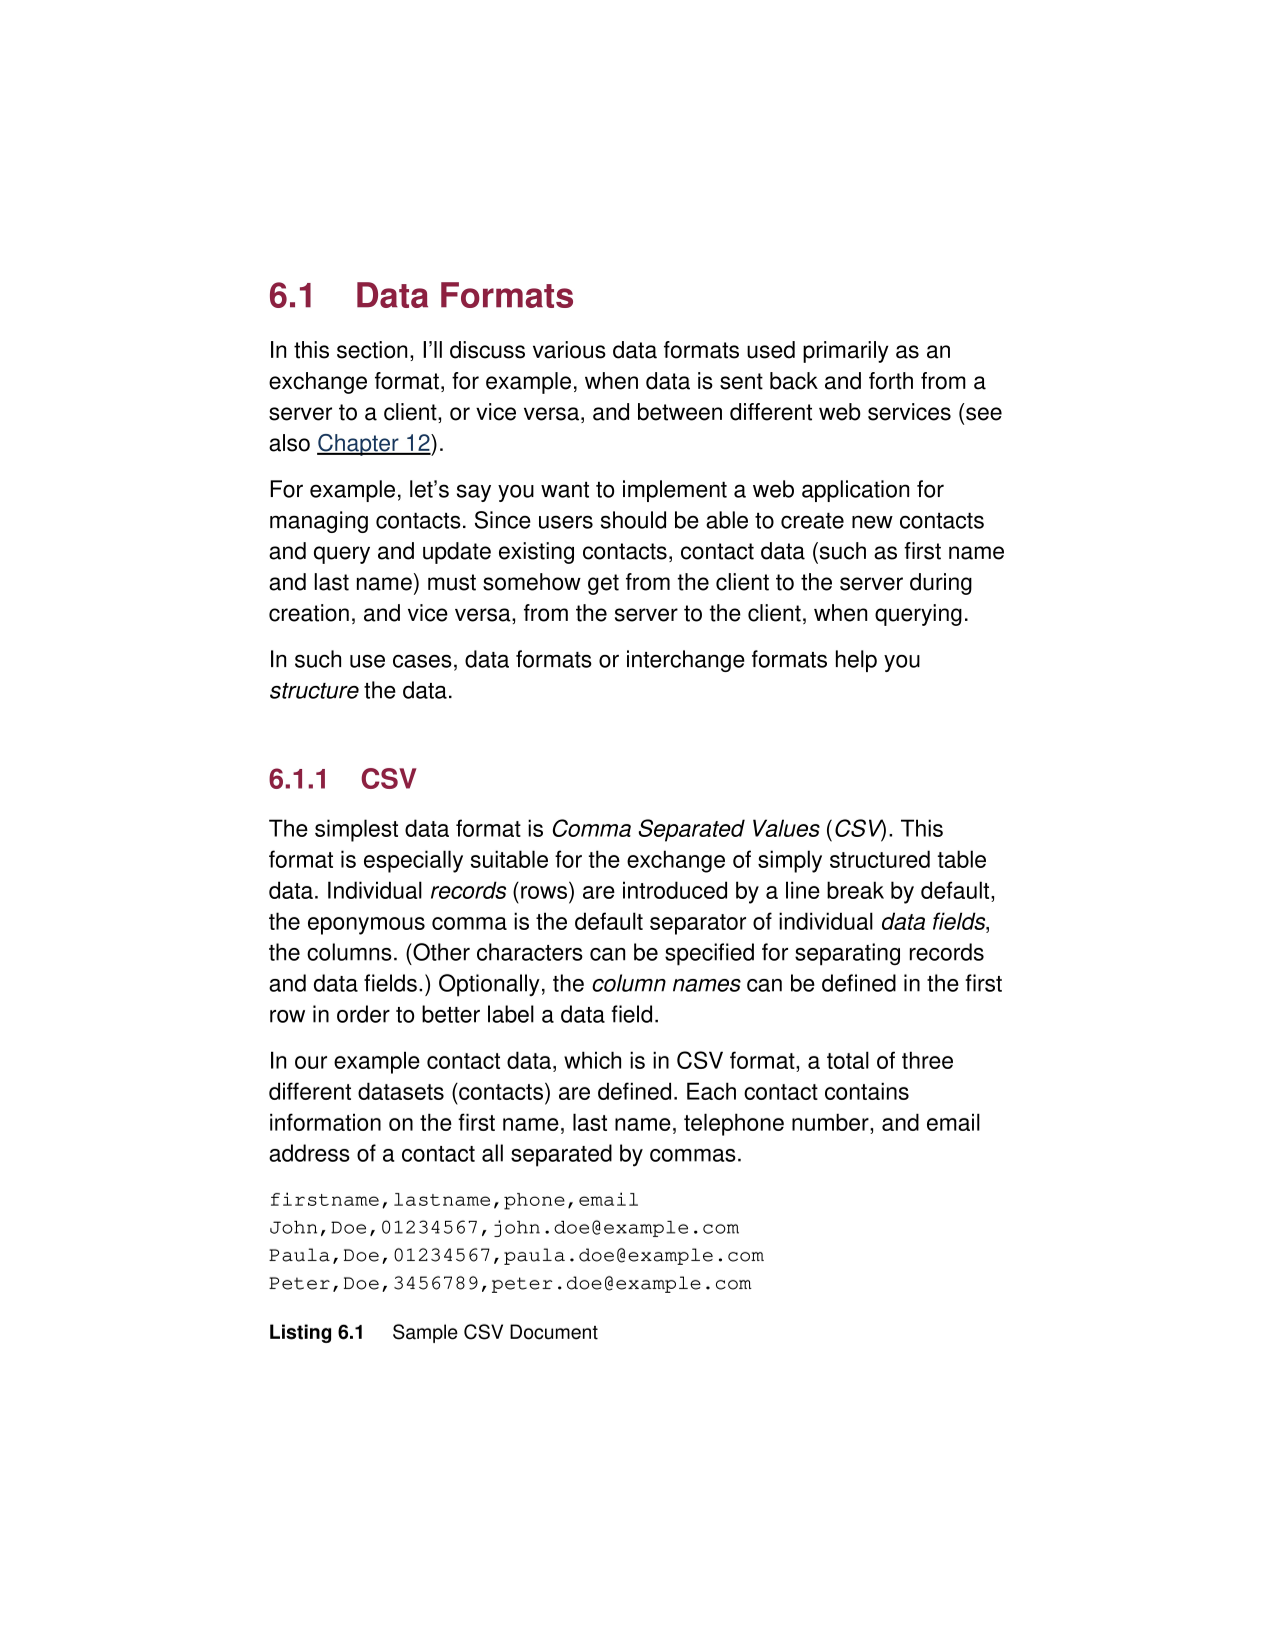 6.1 Data Formats
In this section, I’ll discuss various data formats used primarily as an
exchange format, for example, when data is sent back and forth from a
server to a client, or vice versa, and between different web services (see
also Chapter 12).
For example, let’s say you want to implement a web application for
managing contacts. Since users should be able to create new contacts
and query and update existing contacts, contact data (such as first name
and last name) must somehow get from the client to the server during
creation, and vice versa, from the server to the client, when querying.
In such use cases, data formats or interchange formats help you
structure the data.
6.1.1 CSV
The simplest data format is Comma Separated Values (CSV). This
format is especially suitable for the exchange of simply structured table
data. Individual records (rows) are introduced by a line break by default,
the eponymous comma is the default separator of individual data fields,
the columns. (Other characters can be specified for separating records
and data fields.) Optionally, the column names can be defined in the first
row in order to better label a data field.
In our example contact data, which is in CSV format, a total of three
different datasets (contacts) are defined. Each contact contains
information on the first name, last name, telephone number, and email
address of a contact all separated by commas.
firstname,lastname,phone,email
John,Doe,01234567,john.doe@example.com
Paula,Doe,01234567,paula.doe@example.com
Peter,Doe,3456789,peter.doe@example.com
Listing 6.1 Sample CSV Document